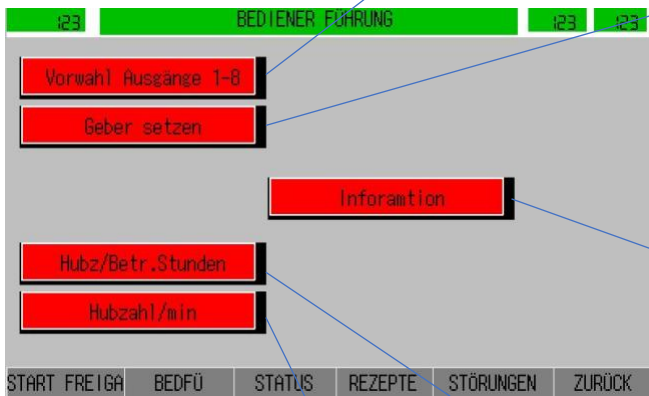 123 BEDIENER FÜHRUNG 123 123
Vorwahl Ausgänge 1-8
Geber setzen
Inforamtion
Hubz/Betr.Stunden
Hubzahl/min
START FREIGA BEDFÜ STATUS REZEPTE STÖRUNGEN ZURÜCK